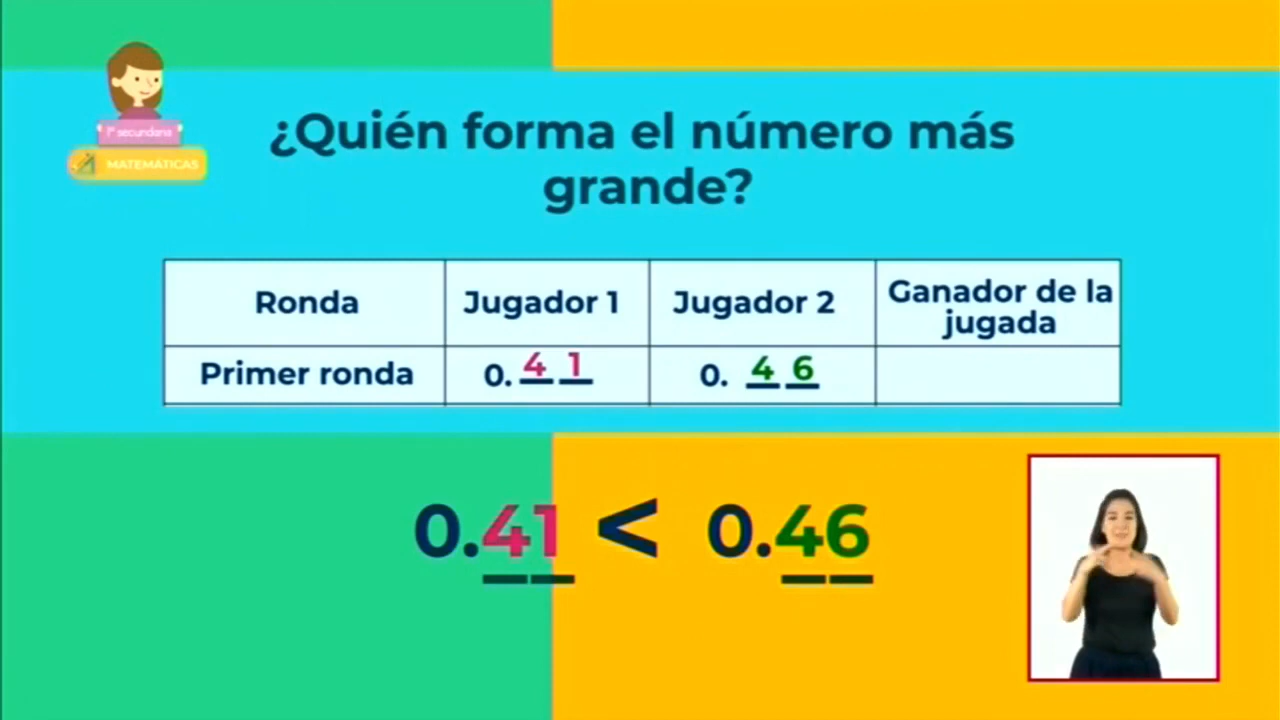 1° secundaria
MATEMÁTICAS
¿Quién forma el número más
grande?
Ronda
Jugador 1
Jugador 2
Ganador de la
jugada
Primer ronda
0. 4 1
0. 4 6
0.41 < 0.46